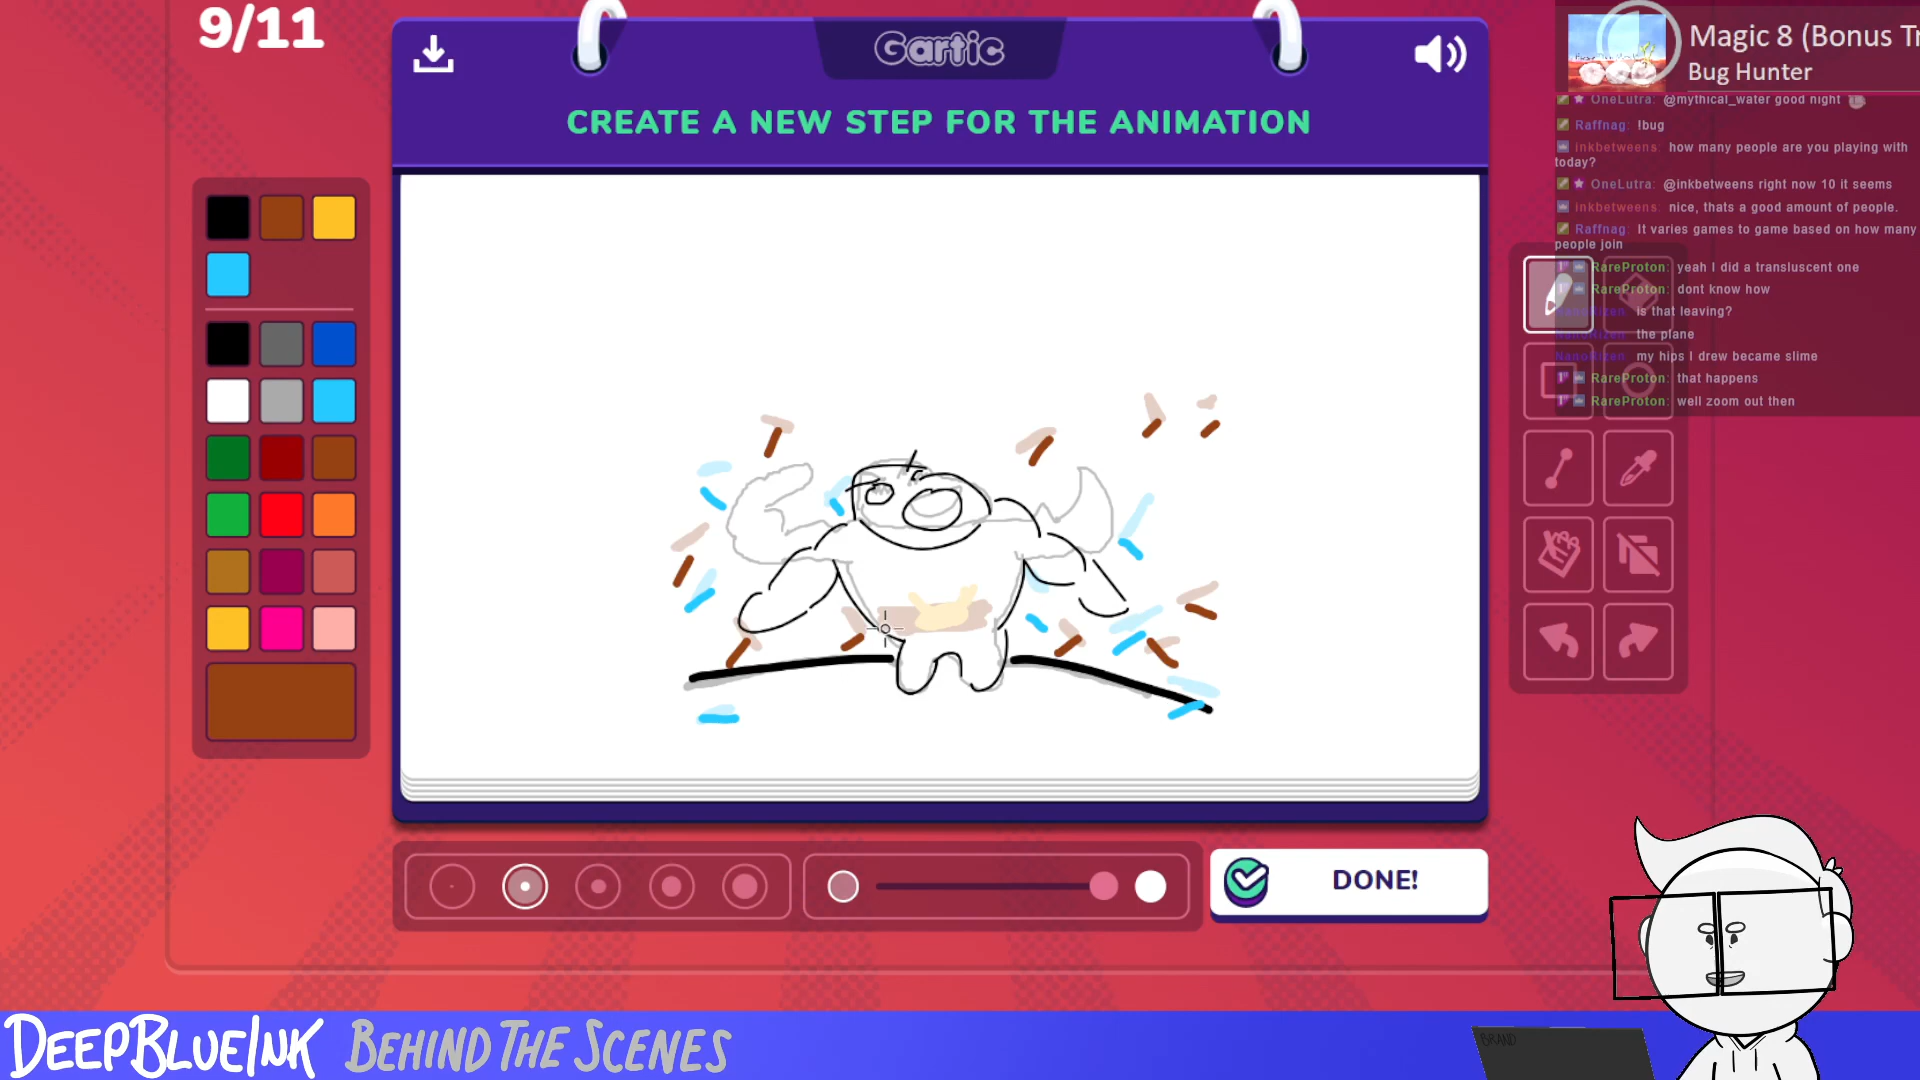 9/11
Gartic
CREATE A NEW STEP FOR THE ANIMATION
Magic 8 (Bonus Tr
Bug Hunter
OneLutra: @mythical_water good night
Raffnag: !bug
inkbetweens: how many people are you playing with
today?
OneLutra: @inkbetweens right now 10 it seems
inkbetweens: nice, thats a good amount of people.
Raffnag: It varies games to game based on how many
people join
RareProton: yeah I did a transluscent one
RareProton: dont know how
is that leaving?
the plane
my hips I drew became slime
RareProton: that happens
RareProton: well zoom out then
DONE!
DEEPBLUEINK BEHIND THE SCENES
BRAND